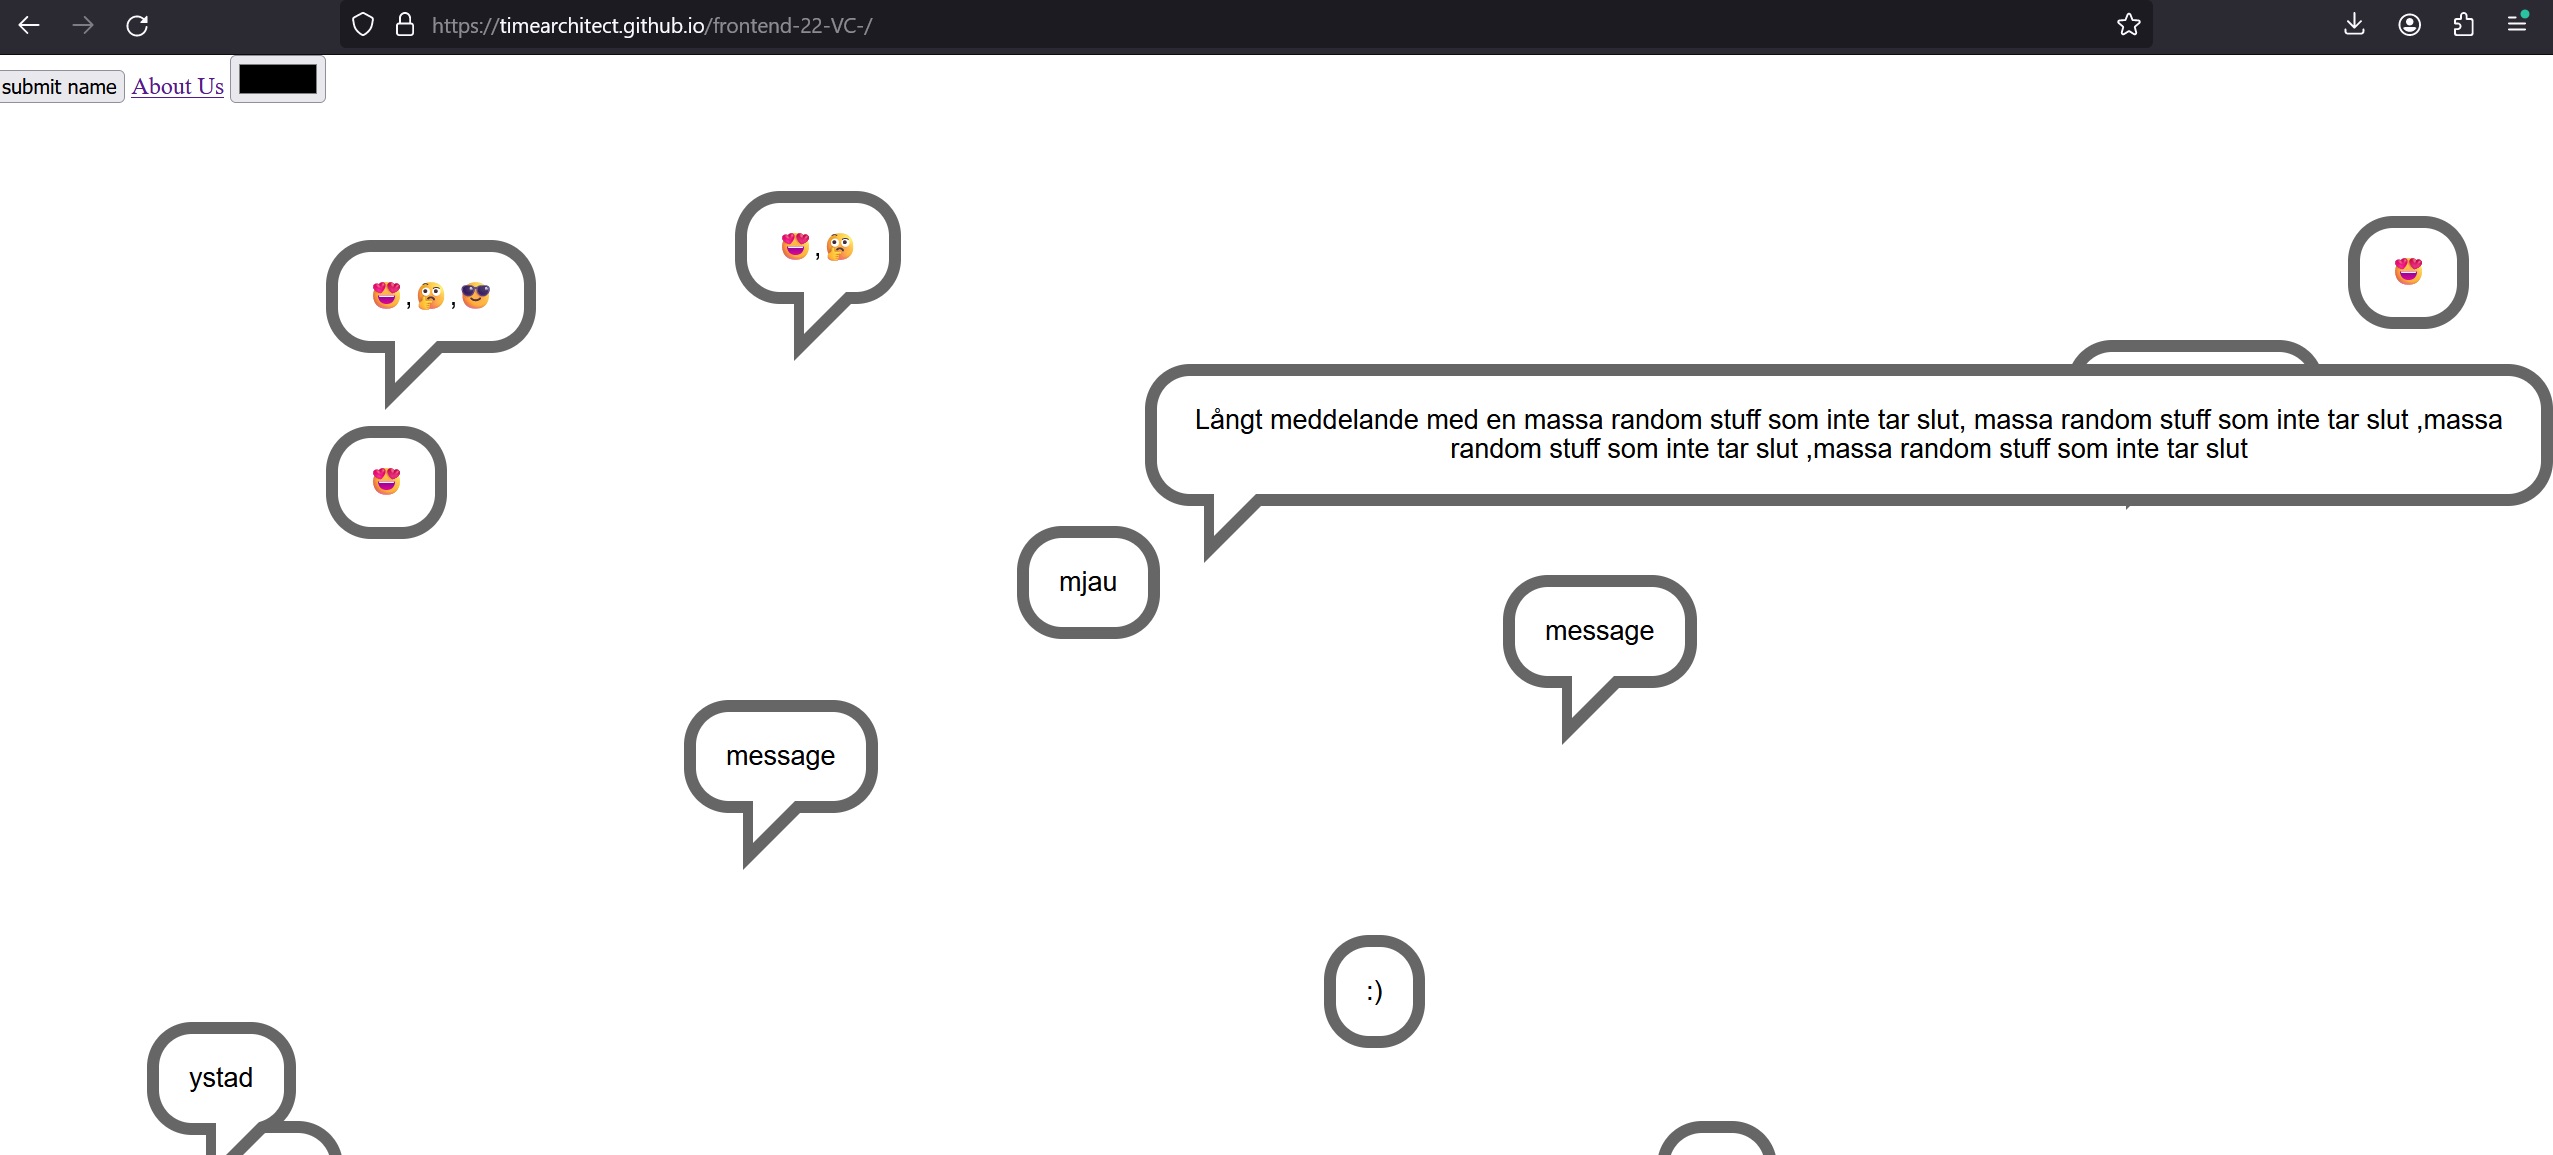 https://timearchitect.github.io/frontend-22-VC-/
submit name About Us
😍,🤔
😍
😍,🤔,😎
Långt meddelande med en massa random stuff som inte tar slut, massa random stuff som inte tar slut ,massa
random stuff som inte tar slut ,massa random stuff som inte tar slut
😍
mjau
message
message
:)
ystad